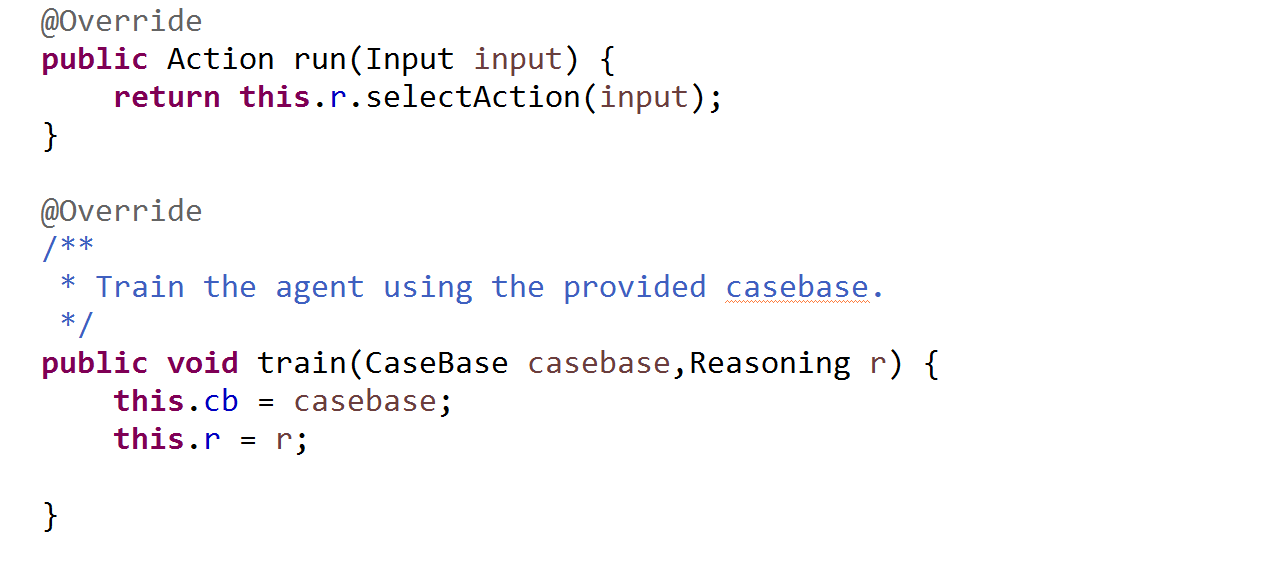 @Override
public Action run(Input input) {
    return this.r.selectAction(input);
}
@Override
/**
 * Train the agent using the provided casebase.
 */
public void train(CaseBase casebase,Reasoning r) {
    this.cb = casebase;
    this.r = r;
}